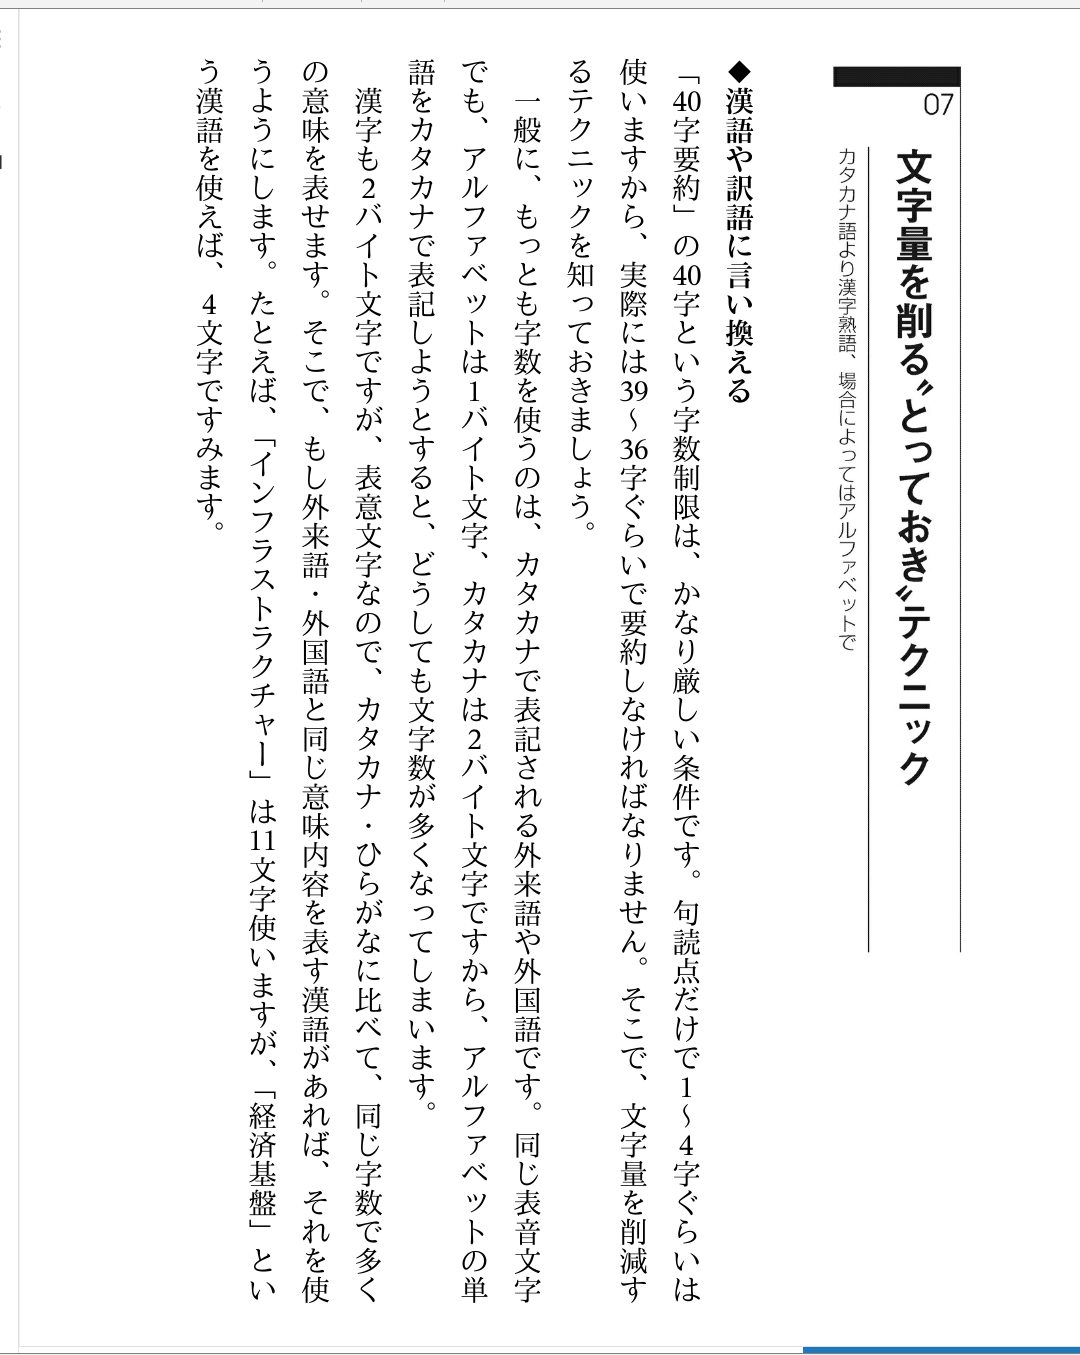 07
文字量を削る〝とっておき〟テクニック
カタカナ語より漢字熟語、場合によってはアルファベットで
◆漢語や訳語に言い換える
「40字要約」の40字という字数制限は、かなり厳しい条件です。句読点だけで1〜4字ぐらいは
使いますから、実際には39〜36字ぐらいで要約しなければなりません。そこで、文字量を削減す
るテクニックを知っておきましょう。
一般に、もっとも字数を使うのは、カタカナで表記される外来語や外国語です。同じ表音文字
でも、アルファベットは1バイト文字、カタカナは2バイト文字ですから、アルファベットの単
語をカタカナで表記しようとすると、どうしても文字数が多くなってしまいます。
漢字も2バイト文字ですが、表意文字なので、カタカナ・ひらがなに比べて、同じ字数で多く
の意味を表せます。そこで、もし外来語・外国語と同じ意味内容を表す漢語があれば、それを使
うようにします。たとえば、「インフラストラクチャー」は11文字使いますが、「経済基盤」とい
う漢語を使えば、4文字ですみます。